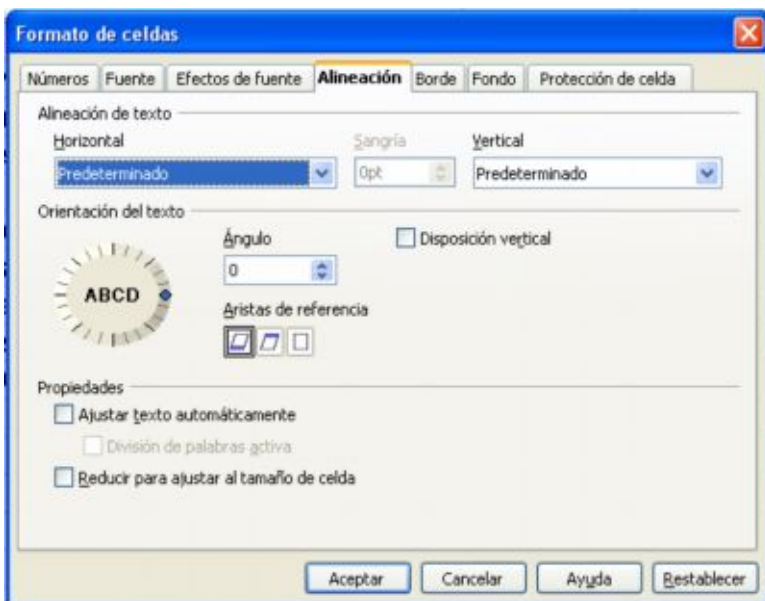 Formato de celdas
Números Fuente Efectos de fuente Alineación Borde Fondo Protección de celda
Alineación de texto
Horizontal Sangría Vertical
Predeterminado 0pt Predeterminado
Orientación del texto
Ángulo Disposición vertical
0
ABCD
Aristas de referencia
Propiedades
Ajustar texto automáticamente
División de palabras activa
Reducir para ajustar al tamaño de celda
Aceptar Cancelar Ayuda Restablecer